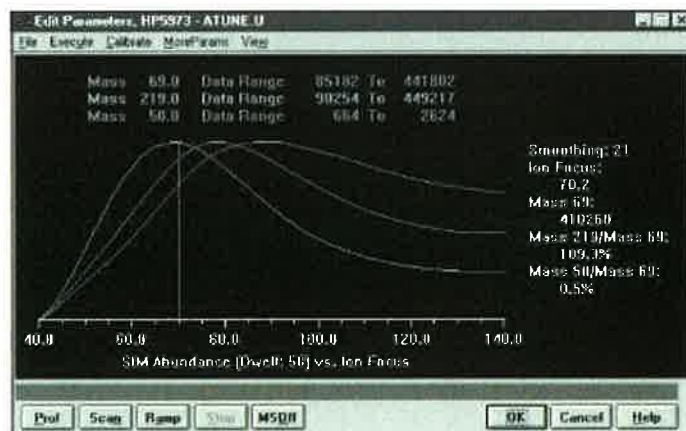 Edit Parameters, HP5973 - ATUNE.U
File Execute Calibrate MoreParams View
Mass 69.0 Data Range 85182 To 441802
Mass 219.0 Data Range 90254 To 449217
Mass 50.0 Data Range 664 To 2624
Smoothing: 21
Ion Focus:
70.2
Mass 69:
410260
Mass 219/Mass 69:
109.3%
Mass 50/Mass 69:
0.5%
40.0 60.0 80.0 100.0 120.0 140.0
SIM Abundance (Dwell: 50) vs. Ion Focus
Prof Scan Ramp Stop MSDR OK Cancel Help